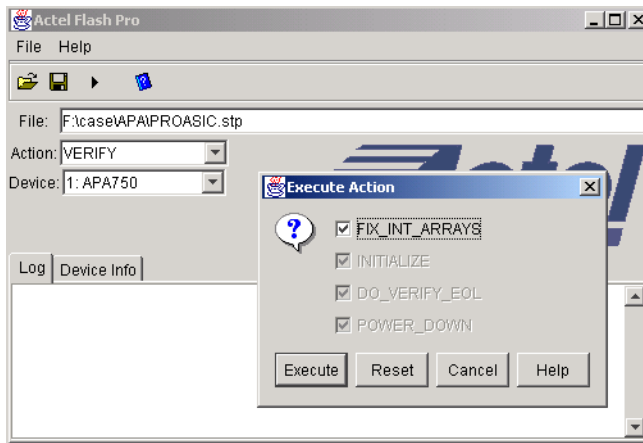 Actel Flash Pro
File Help
File: F:\case\APA\PROASIC.stp
Action: VERIFY
Device: 1: APA750
Actel
Execute Action
FIX_INT_ARRAYS
INITIALIZE
DO_VERIFY_EOL
POWER_DOWN
Execute Reset Cancel Help
Log Device Info